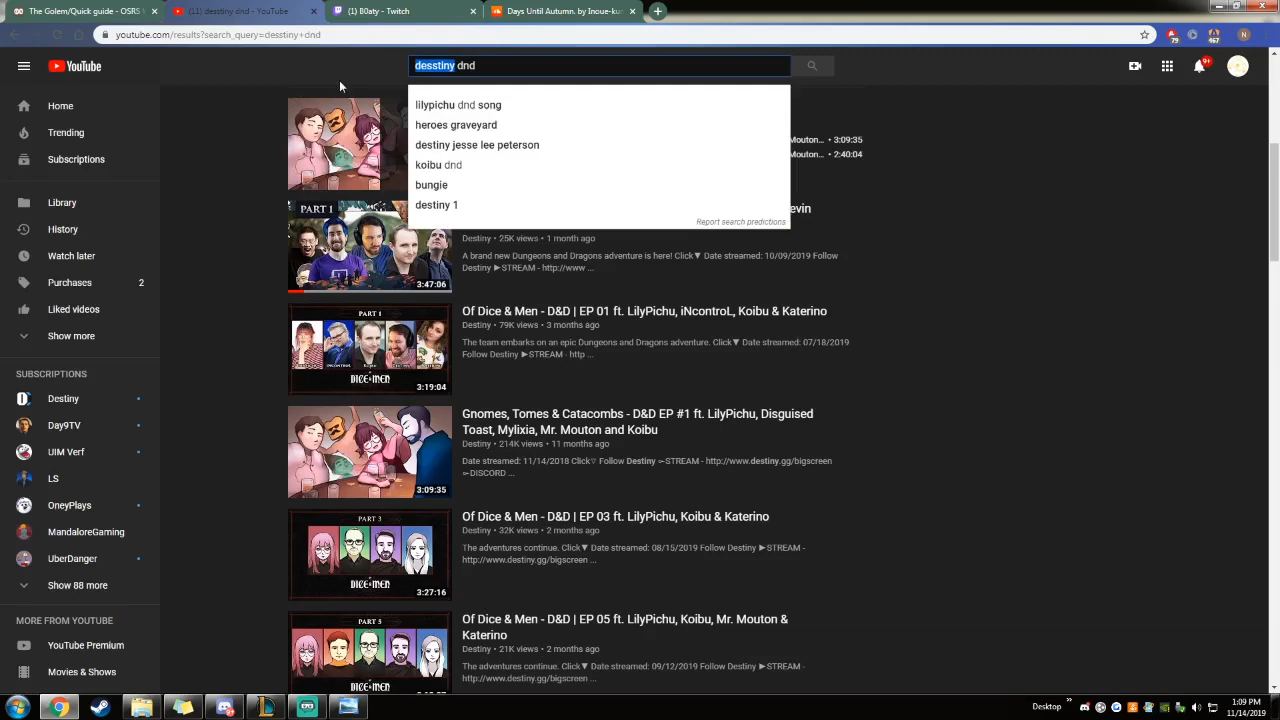 The Golem/Quick guide - OSRS W
(11) desstiny dnd - YouTube
B0aty - Twitch
Days Until Autumn. by Inoue-kun
youtube.com/results?search_query=desstiny+dnd
79
467
N
YouTube
desstiny dnd
9+
lilypichu dnd song
heroes graveyard
destiny jesse lee peterson
koibu dnd
bungie
destiny 1
Report search predictions
Mouton... • 3:09:35
Mouton... • 2:40:04
Home
Trending
Subscriptions
Library
History
Watch later
Purchases 2
Liked videos
Show more
SUBSCRIPTIONS
Destiny
Day9TV
UIM Verf
LS
OneyPlays
MandaloreGaming
UberDanger
Show 88 more
MORE FROM YOUTUBE
YouTube Premium
Movies & Shows
PART 1
3:47:06
evin
Destiny • 25K views • 1 month ago
A brand new Dungeons and Dragons adventure is here! Click▼ Date streamed: 10/09/2019 Follow
Destiny ►STREAM - http://www ...
PART 1
DICE & MEN
3:19:04
Of Dice & Men - D&D | EP 01 ft. LilyPichu, iNcontroL, Koibu & Katerino
Destiny • 79K views • 3 months ago
The team embarks on an epic Dungeons and Dragons adventure. Click▼ Date streamed: 07/18/2019
Follow Destiny ►STREAM - http ...
3:09:35
Gnomes, Tomes & Catacombs - D&D EP #1 ft. LilyPichu, Disguised
Toast, Mylixia, Mr. Mouton and Koibu
Destiny • 214K views • 11 months ago
Date streamed: 11/14/2018 Click▽ Follow Destiny ➢STREAM - http://www.destiny.gg/bigscreen
➢DISCORD ...
PART 3
DICE & MEN
3:27:16
Of Dice & Men - D&D | EP 03 ft. LilyPichu, Koibu & Katerino
Destiny • 32K views • 2 months ago
The adventures continue. Click▼ Date streamed: 08/15/2019 Follow Destiny ►STREAM -
http://www.destiny.gg/bigscreen ...
PART 5
DICE & MEN
Of Dice & Men - D&D | EP 05 ft. LilyPichu, Koibu, Mr. Mouton &
Katerino
Destiny • 21K views • 2 months ago
The adventures continue. Click▼ Date streamed: 09/12/2019 Follow Destiny ►STREAM -
http://www.destiny.gg/bigscreen ...
Desktop
1:09 PM
11/14/2019